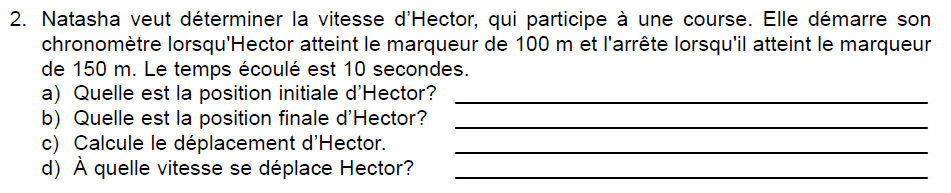 2. Natasha veut déterminer la vitesse d’Hector, qui participe à une course. Elle démarre son
chronomètre lorsqu'Hector atteint le marqueur de 100 m et l'arrête lorsqu'il atteint le marqueur
de 150 m. Le temps écoulé est 10 secondes.
a) Quelle est la position initiale d’Hector?
b) Quelle est la position finale d’Hector?
c) Calcule le déplacement d’Hector.
d) À quelle vitesse se déplace Hector?